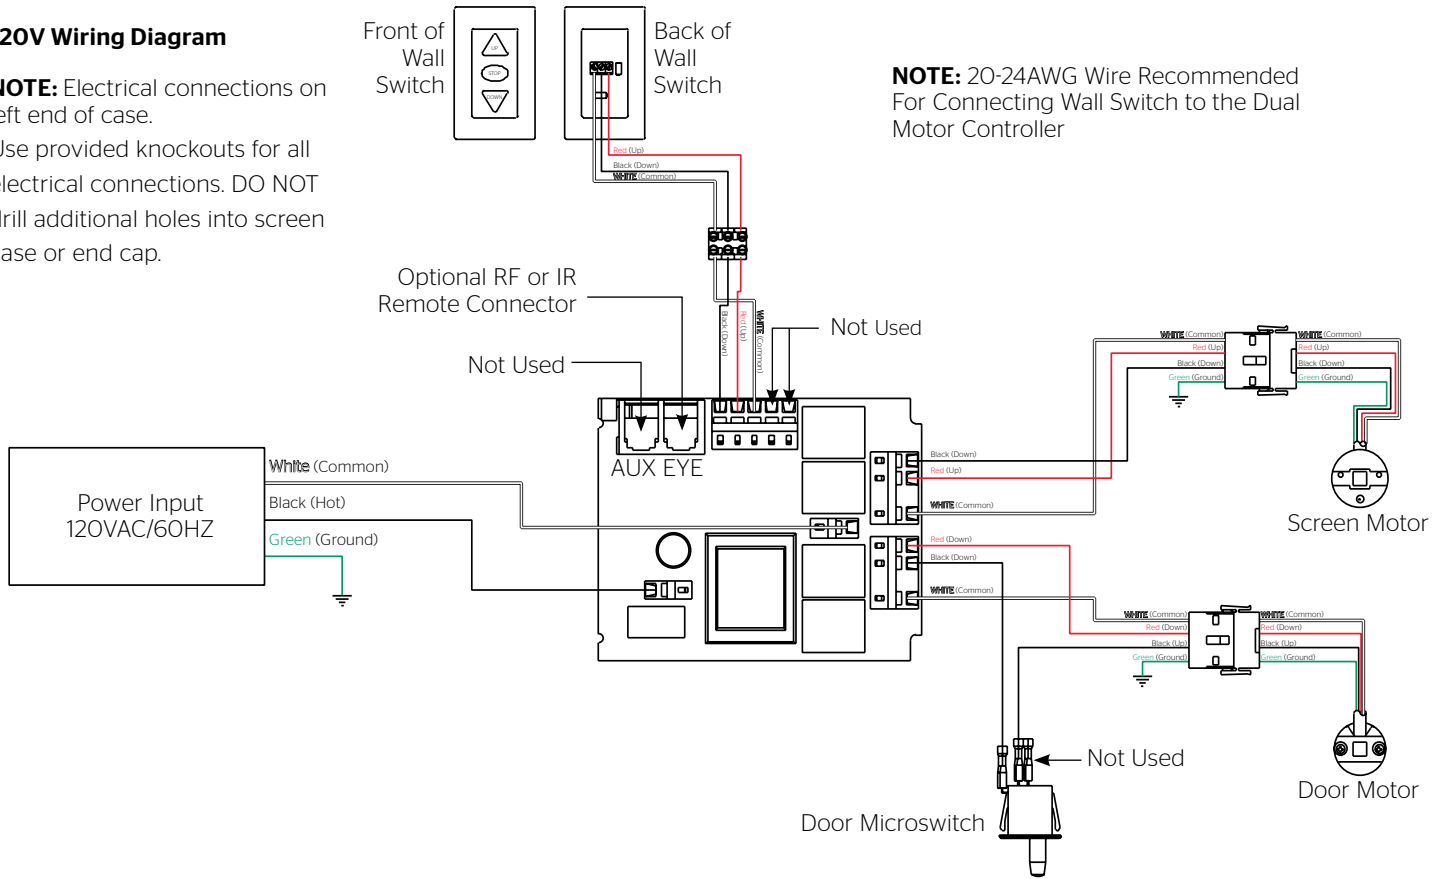 20V Wiring Diagram
NOTE: Electrical connections on
left end of case.
Use provided knockouts for all
electrical connections. DO NOT
drill additional holes into screen
case or end cap.
Front of
Wall
Switch
UP
STOP
DOWN
Back of
Wall
Switch
NOTE: 20-24AWG Wire Recommended
For Connecting Wall Switch to the Dual
Motor Controller
Red (Up)
Black (Down)
WHITE (Common)
Optional RF or IR
Remote Connector
Not Used
Black (Down)
Red (Up)
WHITE (Common)
Not Used
AUX EYE
Power Input
120VAC/60HZ
White (Common)
Black (Hot)
Green (Ground)
Black (Down)
Red (Up)
WHITE (Common)
Red (Down)
Black (Down)
WHITE (Common)
WHITE (Common)
Red (Up)
Black (Down)
Green (Ground)
WHITE (Common)
Red (Up)
Black (Down)
Green (Ground)
Screen Motor
WHITE (Common)
Red (Down)
Black (Up)
Green (Ground)
WHITE (Common)
Red (Down)
Black (Up)
Green (Ground)
Door Motor
Not Used
Door Microswitch